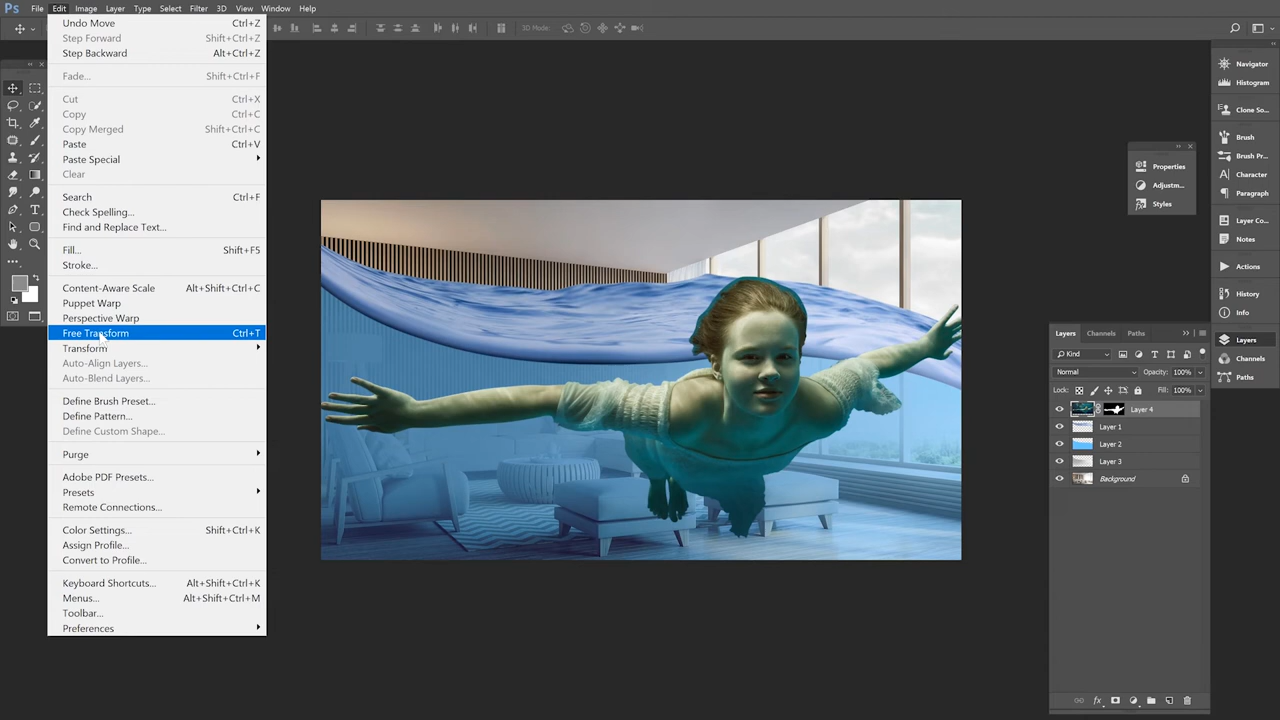 Ps File Edit Image Layer Type Select Filter 3D View Window Help
3D Mode:
Undo Move Ctrl+Z
Step Forward Shift+Ctrl+Z
Step Backward Alt+Ctrl+Z
Fade... Shift+Ctrl+F
Cut Ctrl+X
Copy Ctrl+C
Copy Merged Shift+Ctrl+C
Paste Ctrl+V
Paste Special
Clear
Search Ctrl+F
Check Spelling...
Find and Replace Text...
Fill... Shift+F5
Stroke...
Content-Aware Scale Alt+Shift+Ctrl+C
Puppet Warp
Perspective Warp
Free Transform Ctrl+T
Transform
Auto-Align Layers...
Auto-Blend Layers...
Define Brush Preset...
Define Pattern...
Define Custom Shape...
Purge
Adobe PDF Presets...
Presets
Remote Connections...
Color Settings... Shift+Ctrl+K
Assign Profile...
Convert to Profile...
Keyboard Shortcuts... Alt+Shift+Ctrl+K
Menus... Alt+Shift+Ctrl+M
Toolbar...
Preferences
Properties
Adjustm...
Styles
Navigator
Histogram
Clone So...
Brush
Brush Pr...
Character
Paragraph
Layer Co...
Notes
Actions
History
Info
Layers
Channels
Paths
Layers Channels Paths
Kind
Normal Opacity: 100%
Lock: Fill: 100%
Layer 4
Layer 1
Layer 2
Layer 3
Background
fx